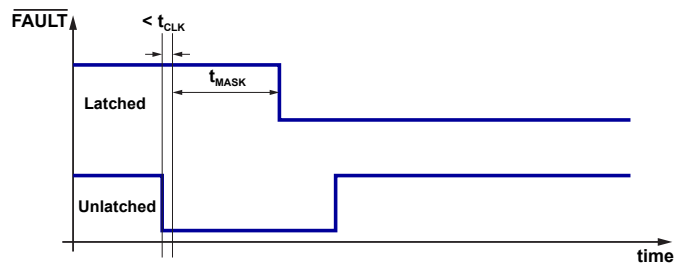 FAULT
< tCLK
tMASK
Latched
Unlatched
time